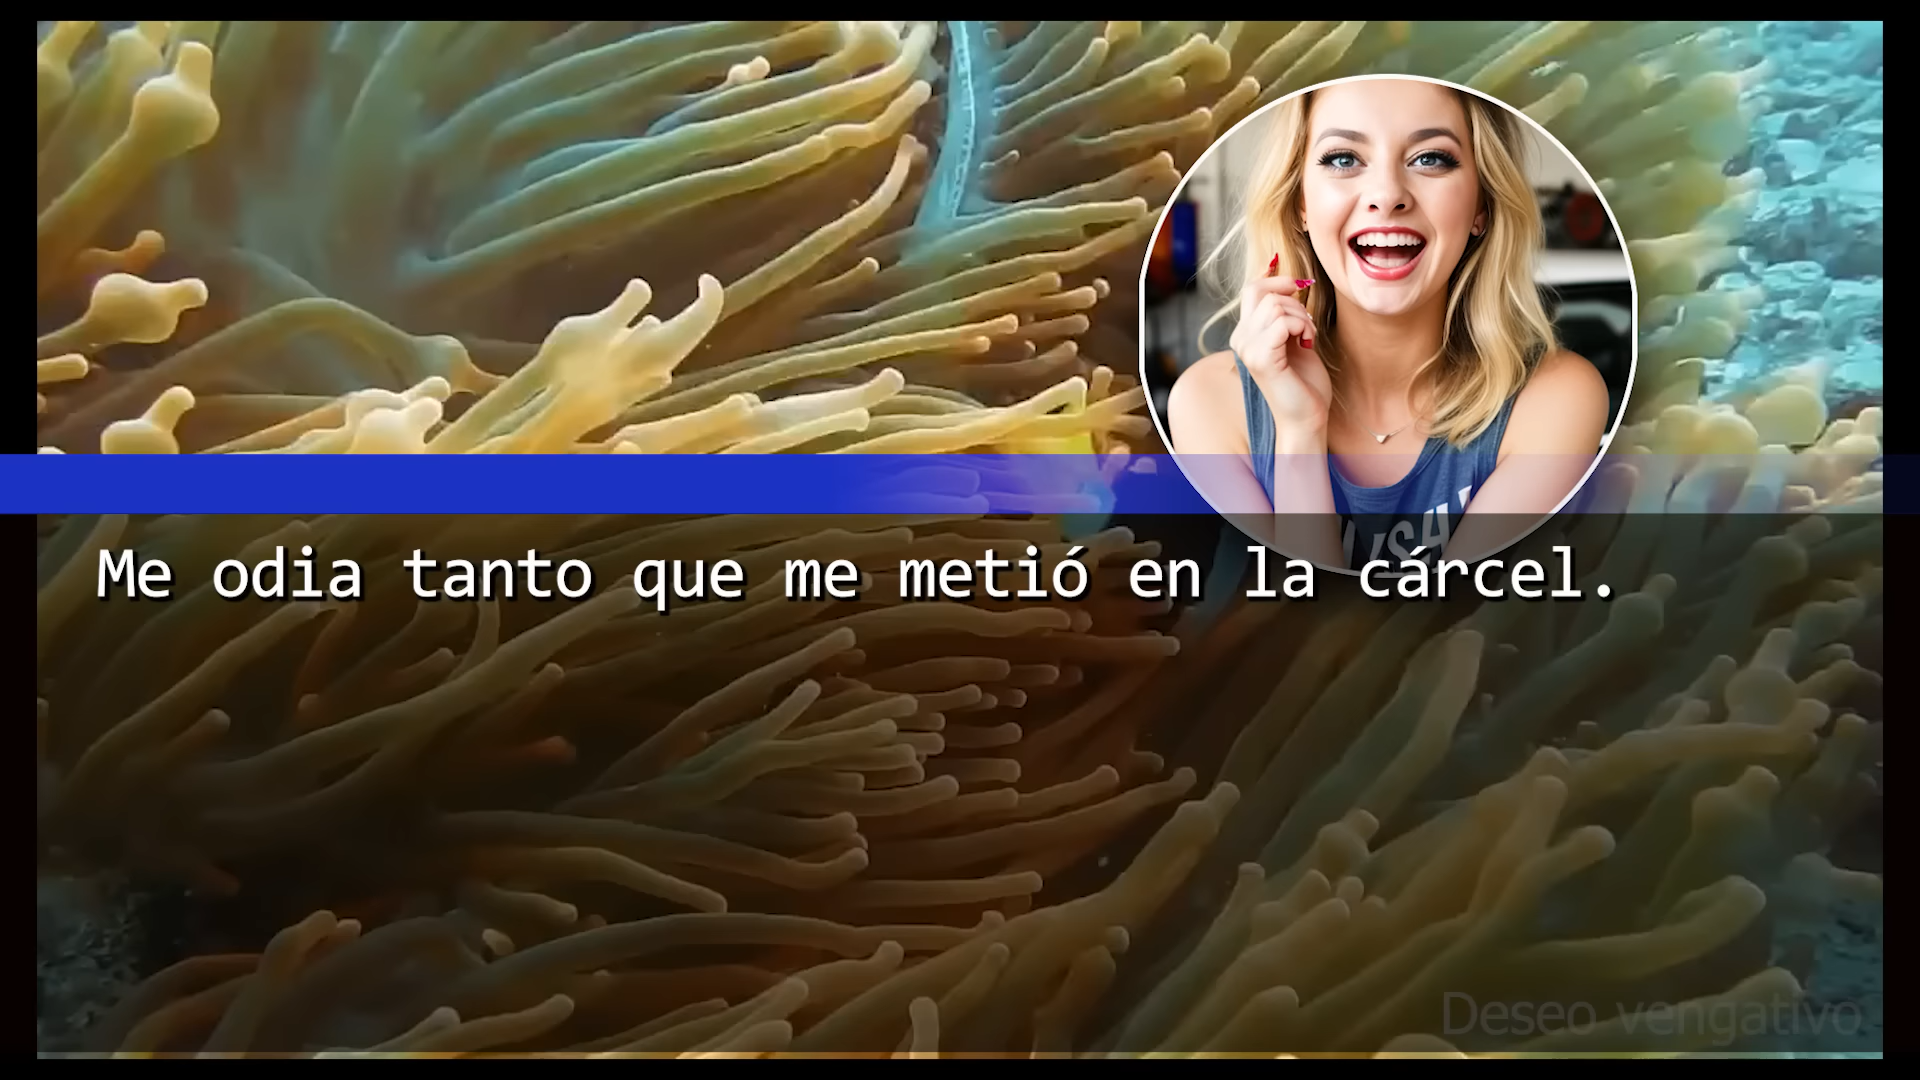 Me odia tanto que me metió en la cárcel.
Deseo vengativo